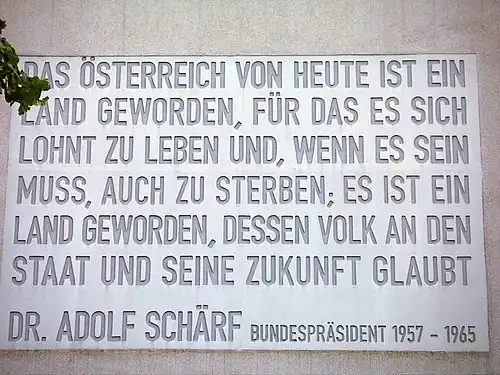 DAS ÖSTERREICH VON HEUTE IST EIN
LAND GEWORDEN, FÜR DAS ES SICH
LOHNT ZU LEBEN UND, WENN ES SEIN
MUSS, AUCH ZU STERBEN; ES IST EIN
LAND GEWORDEN, DESSEN VOLK AN DEN
STAAT UND SEINE ZUKUNFT GLAUBT
DR. ADOLF SCHÄRF BUNDESPRÄSIDENT 1957 – 1965